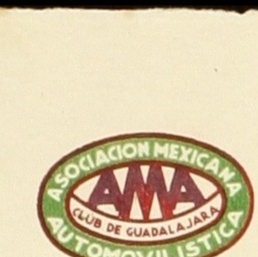 ASOCIACION MEXICANA
AMA
CLUB DE GUADALAJARA
AUTOMOVILISTICA